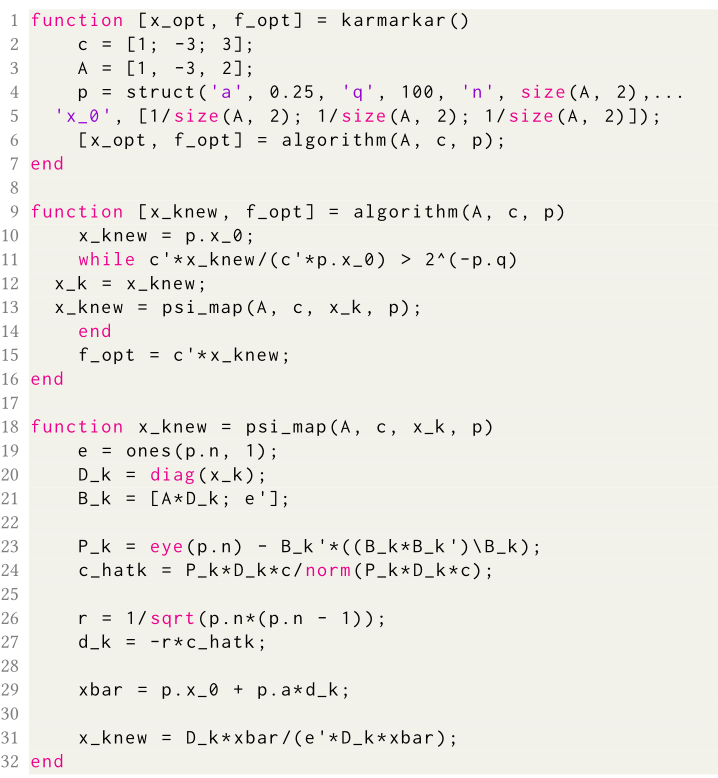 1 function [x_opt, f_opt] = karmarkar()
2     c = [1; -3; 3];
3     A = [1, -3, 2];
4     p = struct('a', 0.25, 'q', 100, 'n', size(A, 2),...
5   'x_0', [1/size(A, 2); 1/size(A, 2); 1/size(A, 2)]);
6     [x_opt, f_opt] = algorithm(A, c, p);
7 end
8
9 function [x_knew, f_opt] = algorithm(A, c, p)
10     x_knew = p.x_0;
11     while c'*x_knew/(c'*p.x_0) > 2^(-p.q)
12   x_k = x_knew;
13   x_knew = psi_map(A, c, x_k, p);
14     end
15     f_opt = c'*x_knew;
16 end
17
18 function x_knew = psi_map(A, c, x_k, p)
19     e = ones(p.n, 1);
20     D_k = diag(x_k);
21     B_k = [A*D_k; e'];
22
23     P_k = eye(p.n) - B_k'*((B_k*B_k')\B_k);
24     c_hatk = P_k*D_k*c/norm(P_k*D_k*c);
25
26     r = 1/sqrt(p.n*(p.n - 1));
27     d_k = -r*c_hatk;
28
29     xbar = p.x_0 + p.a*d_k;
30
31     x_knew = D_k*xbar/(e'*D_k*xbar);
32 end